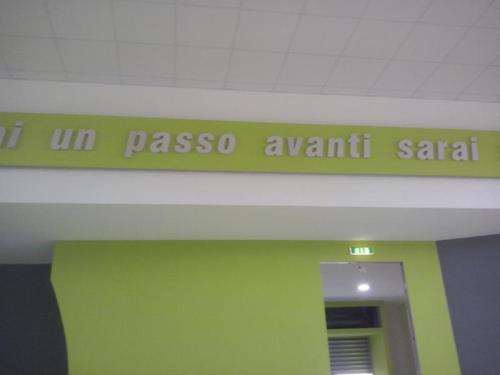 un passo avanti sarai